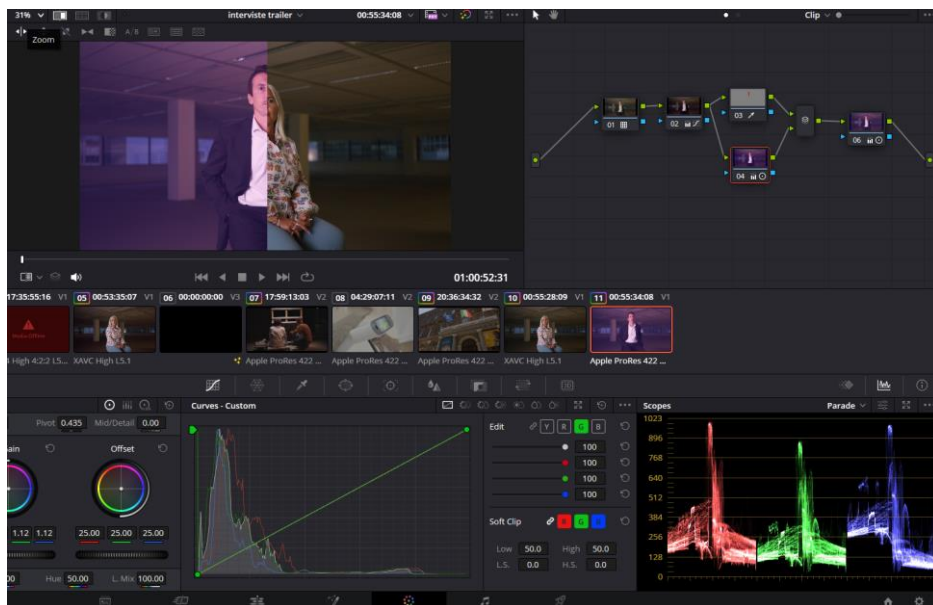 31% interviste trailer 00:55:34:08 Clip
A/B
Zoom
01 02 03 04 06
01:00:52:31
17:35:55:16 V1 05 00:53:35:07 V1 06 00:00:00:00 V3 07 17:59:13:03 V2 08 04:29:07:11 V2 09 20:36:34:32 V2 10 00:55:28:09 V1 11 00:55:34:08 V1
High 4:2:2 L5... XAVC High L5.1 Apple ProRes 422 ... Apple ProRes 422 ... Apple ProRes 422 ... XAVC High L5.1 Apple ProRes 422 ...
Curves - Custom Scopes Parade
Pivot 0.435 Mid/Detail 0.00
Edit Y R G B
ain Offset
100
100
100
100
1.12 1.12 25.00 25.00 25.00
Soft Clip R G B
Low 50.0 High 50.0
L.S. 0.0 H.S. 0.0
00 Hue 50.00 L. Mix 100.00
1023
896
768
640
512
384
256
128
0